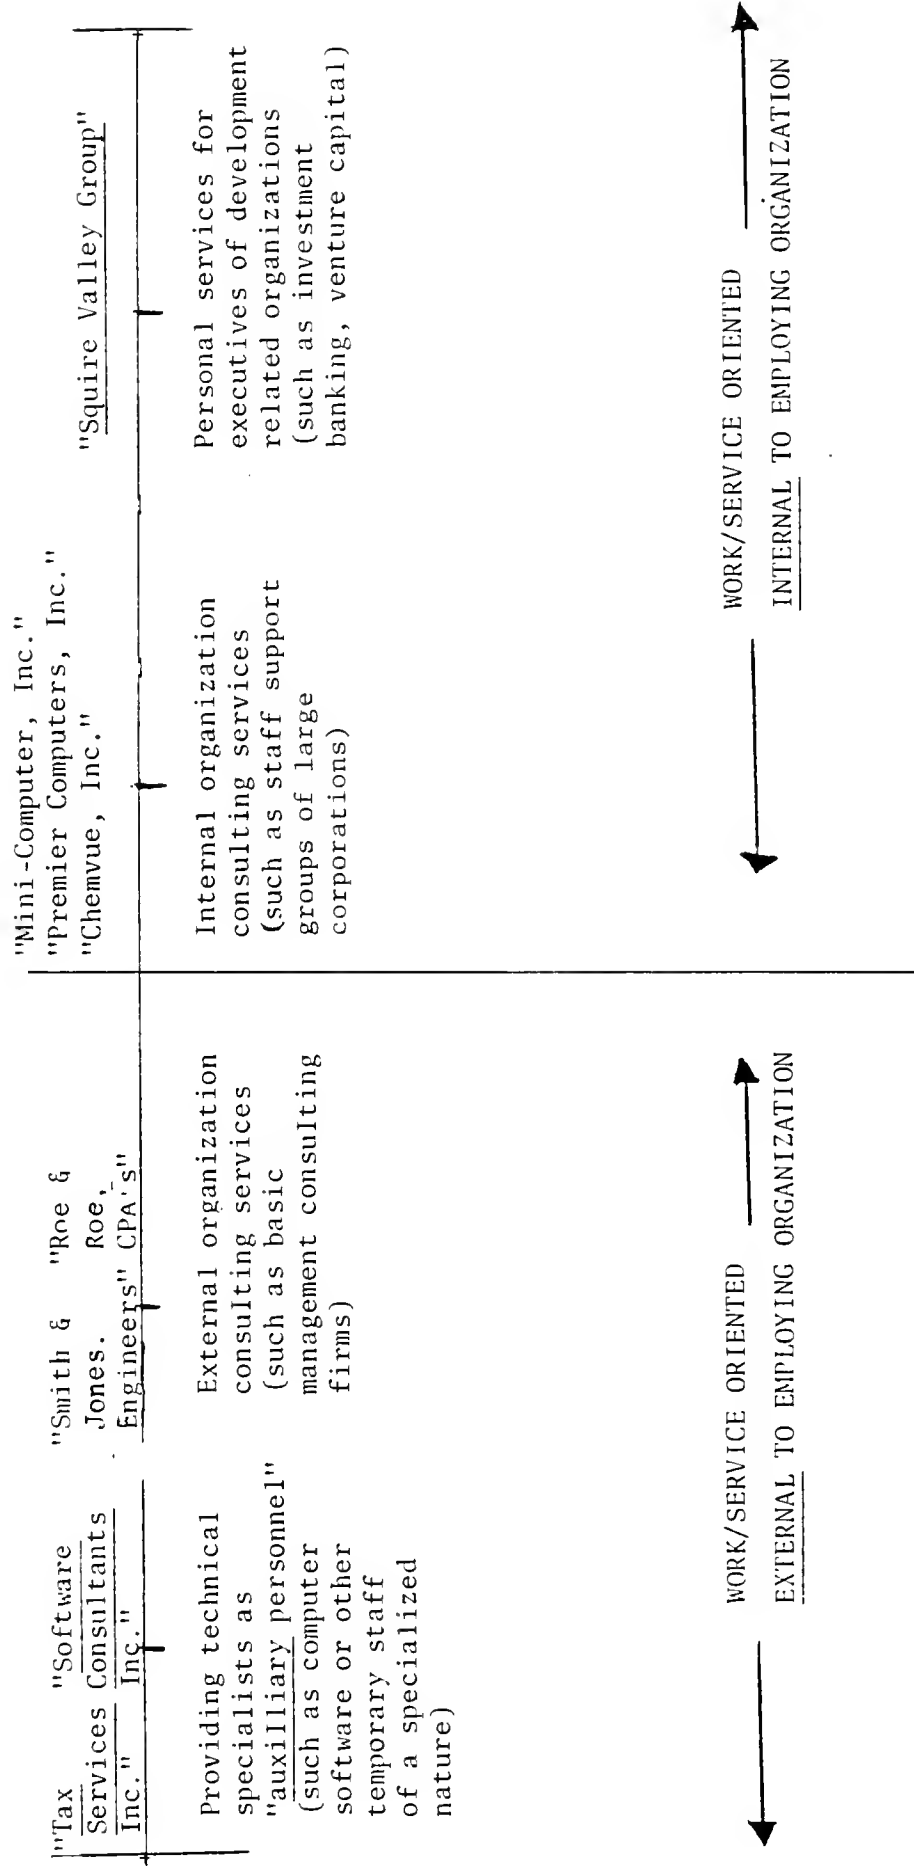 "Tax
Services
Inc."
"Software
Consultants
Inc."
"Smith &
Jones.
Engineers"
"Roe &
Roe,
CPA's"
"Mini-Computer, Inc."
"Premier Computers, Inc."
"Chemvue, Inc."
"Squire Valley Group"
Providing technical
specialists as
"auxilliary personnel"
(such as computer
software or other
temporary staff
of a specialized
nature)
External organization
consulting services
(such as basic
management consulting
firms)
Internal organization
consulting services
(such as staff support
groups of large
corporations)
Personal services for
executives of development
related organizations
(such as investment
banking, venture capital)
WORK/SERVICE ORIENTED
EXTERNAL TO EMPLOYING ORGANIZATION
WORK/SERVICE ORIENTED
INTERNAL TO EMPLOYING ORGANIZATION